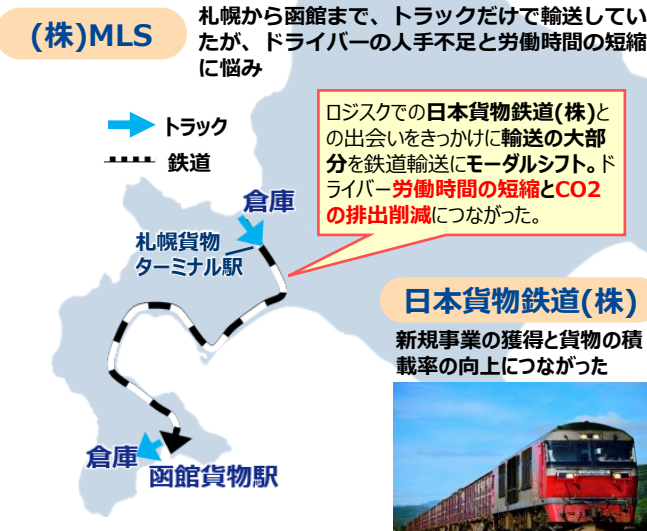 (株)MLS
札幌から函館まで、トラックだけで輸送してい
たが、ドライバーの人手不足と労働時間の短縮
に悩み
トラック
鉄道
ロジスクでの日本貨物鉄道(株)と
の出会いをきっかけに輸送の大部
分を鉄道輸送にモーダルシフト。ド
ライバー労働時間の短縮とCO2
の排出削減につながった。
倉庫
札幌貨物
ターミナル駅
日本貨物鉄道(株)
新規事業の獲得と貨物の積
載率の向上につながった
倉庫
函館貨物駅